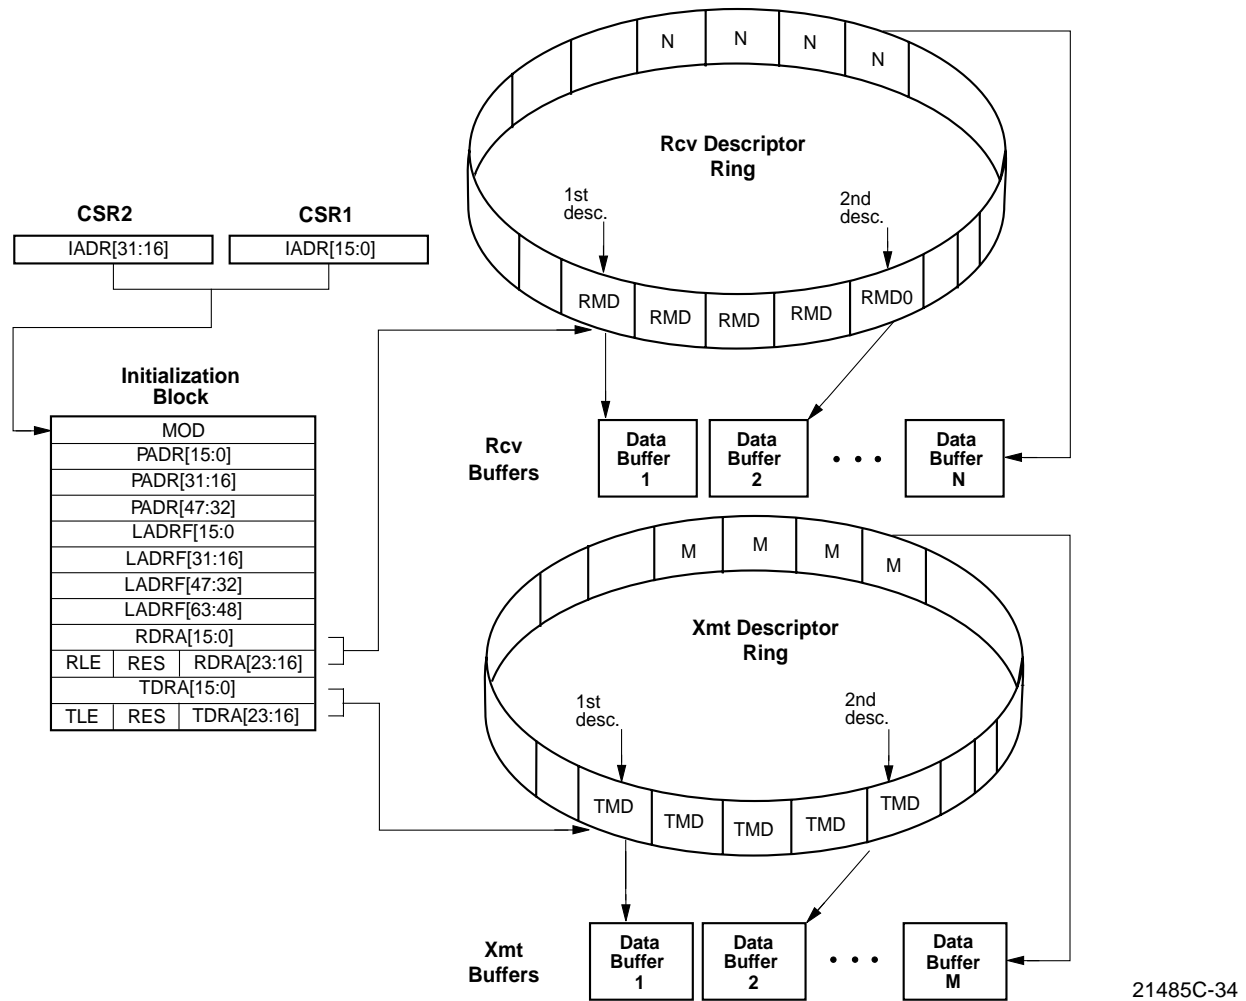 N N N N
Rcv Descriptor
Ring
1st
desc.
2nd
desc.
CSR2 CSR1
IADR[31:16] IADR[15:0]
RMD RMD RMD RMD RMD0
Initialization
Block
MOD
PADR[15:0]
PADR[31:16]
PADR[47:32]
LADRF[15:0
LADRF[31:16]
LADRF[47:32]
LADRF[63:48]
RDRA[15:0]
RLE RES RDRA[23:16]
TDRA[15:0]
TLE RES TDRA[23:16]
Rcv
Buffers
Data
Buffer
1
Data
Buffer
2
• • •
Data
Buffer
N
M M M M
Xmt Descriptor
Ring
1st
desc.
2nd
desc.
TMD TMD TMD TMD TMD
Xmt
Buffers
Data
Buffer
1
Data
Buffer
2
• • •
Data
Buffer
M
21485C-34